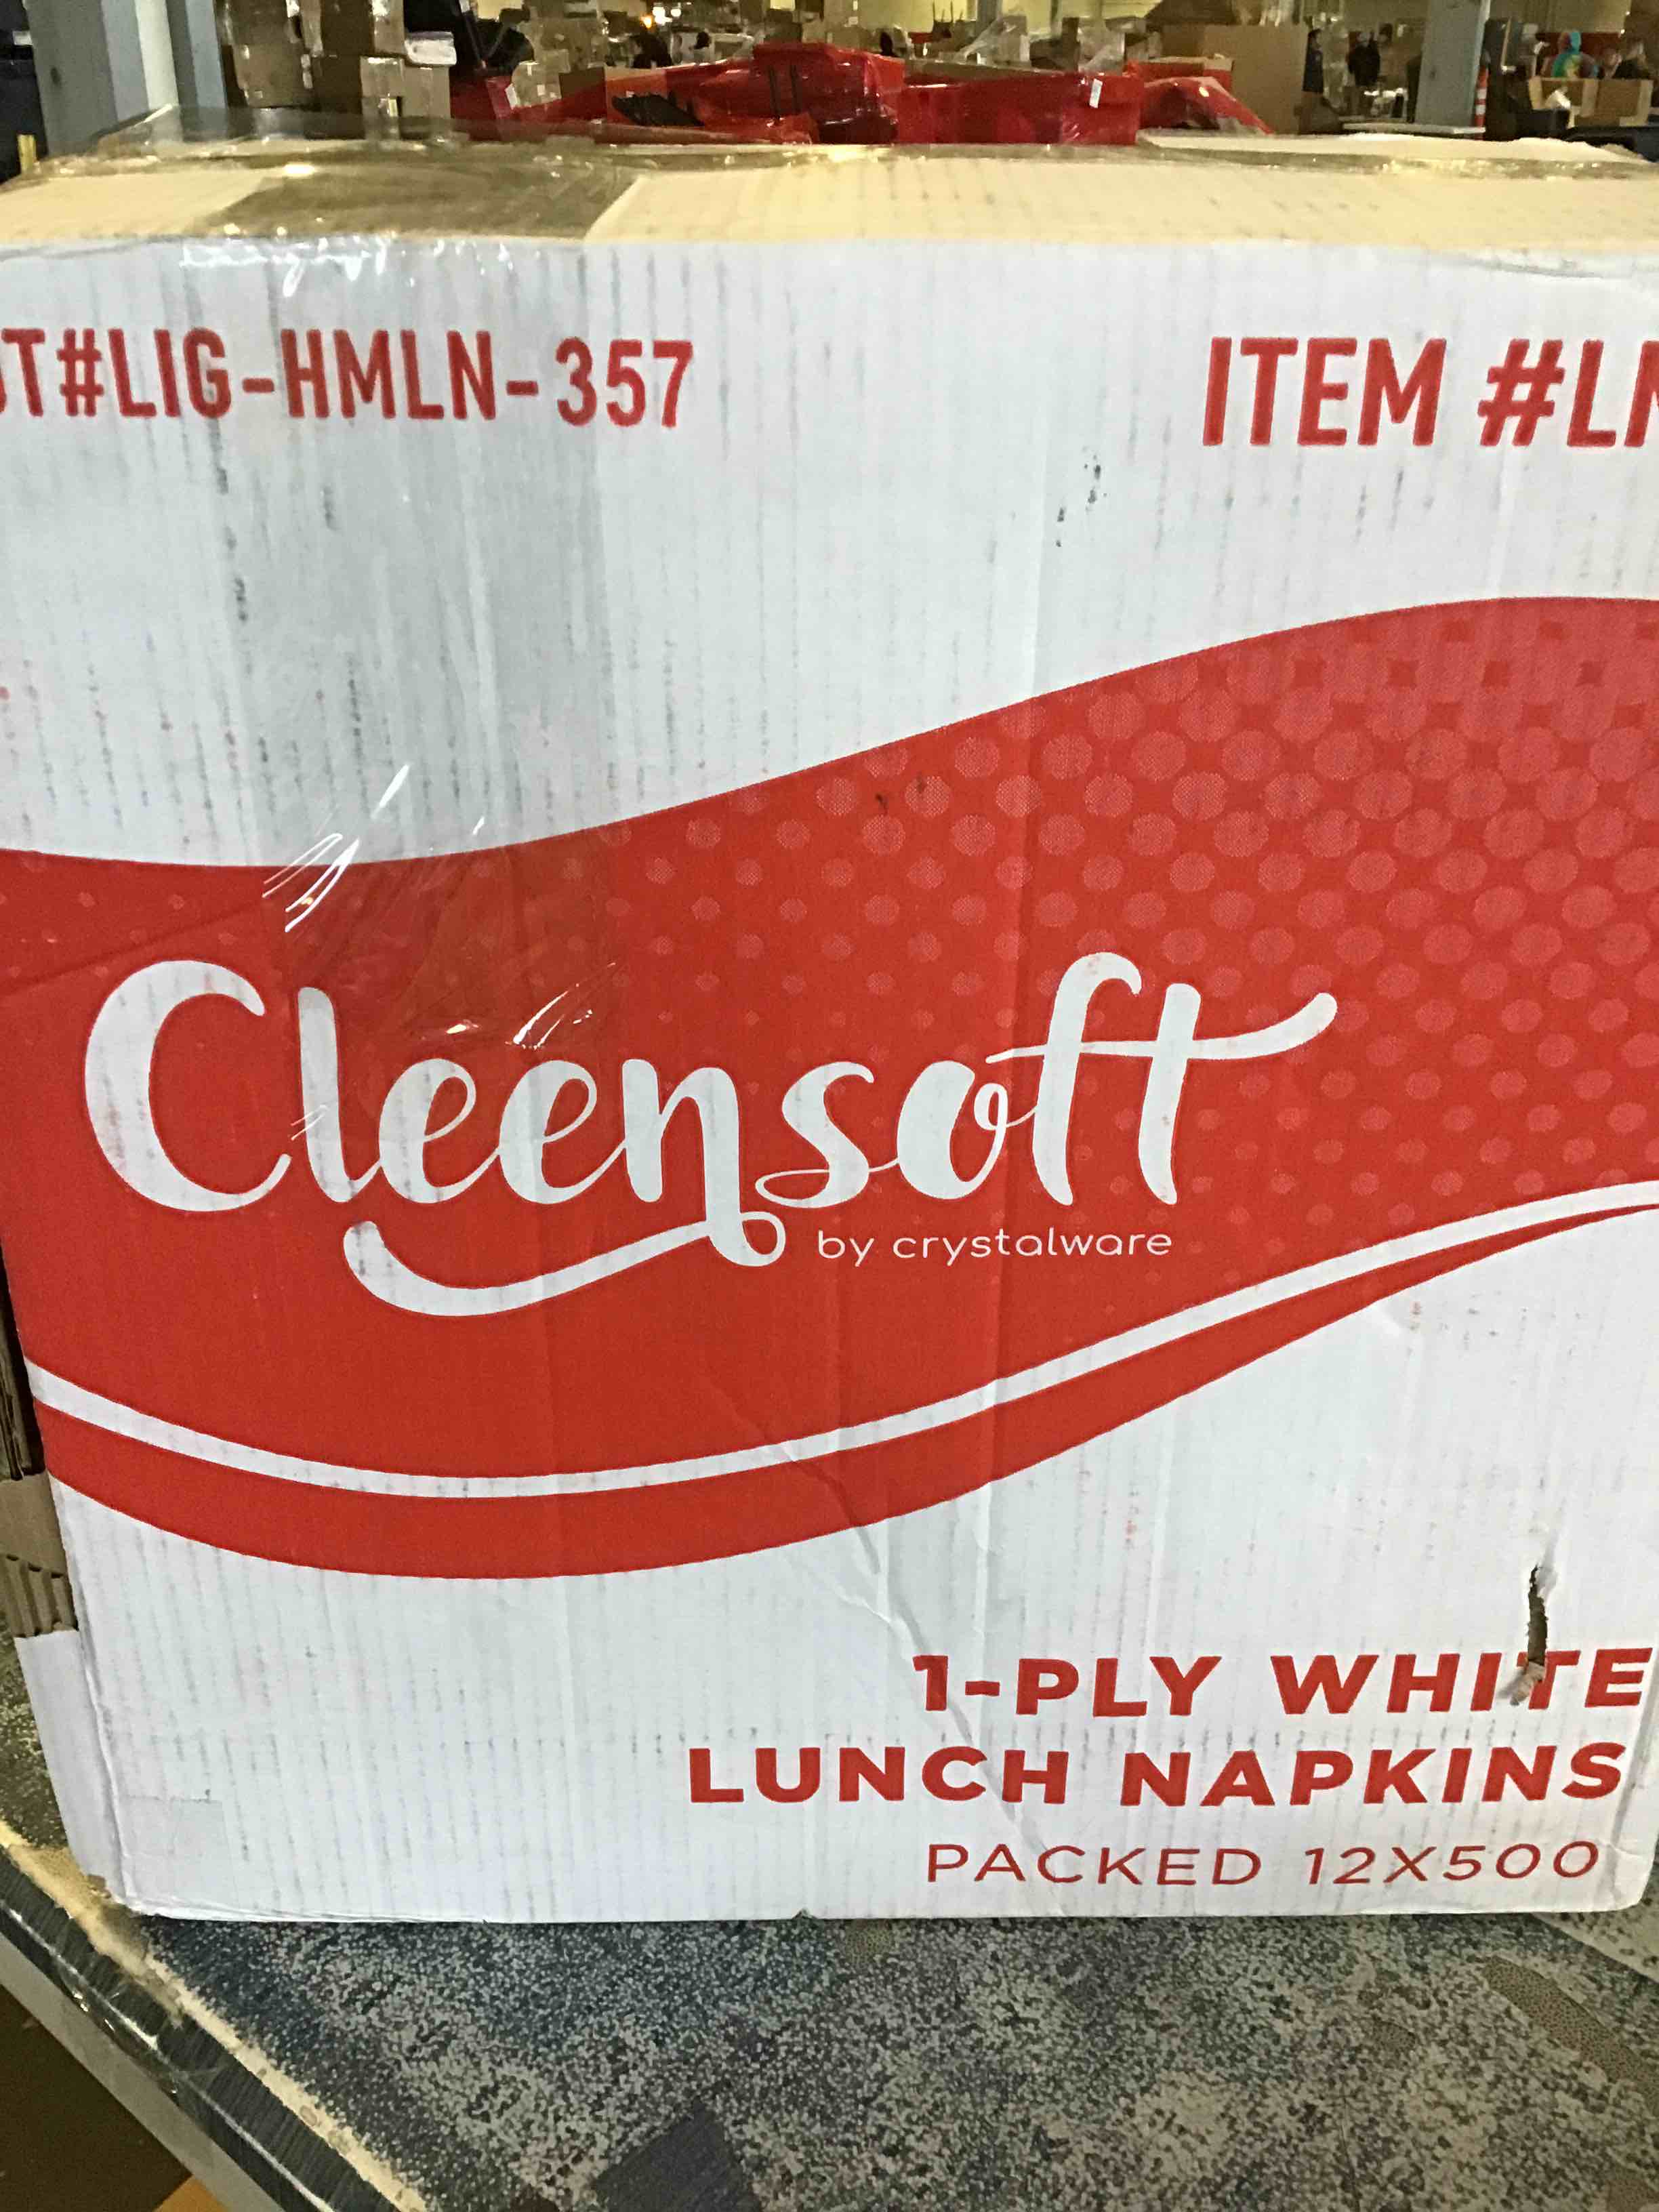 T#LIG-HMLN-357
ITEM #L
Cleensoft
by crystalware
1-PLY WHITE
LUNCH NAPKINS
PACKED 12X500